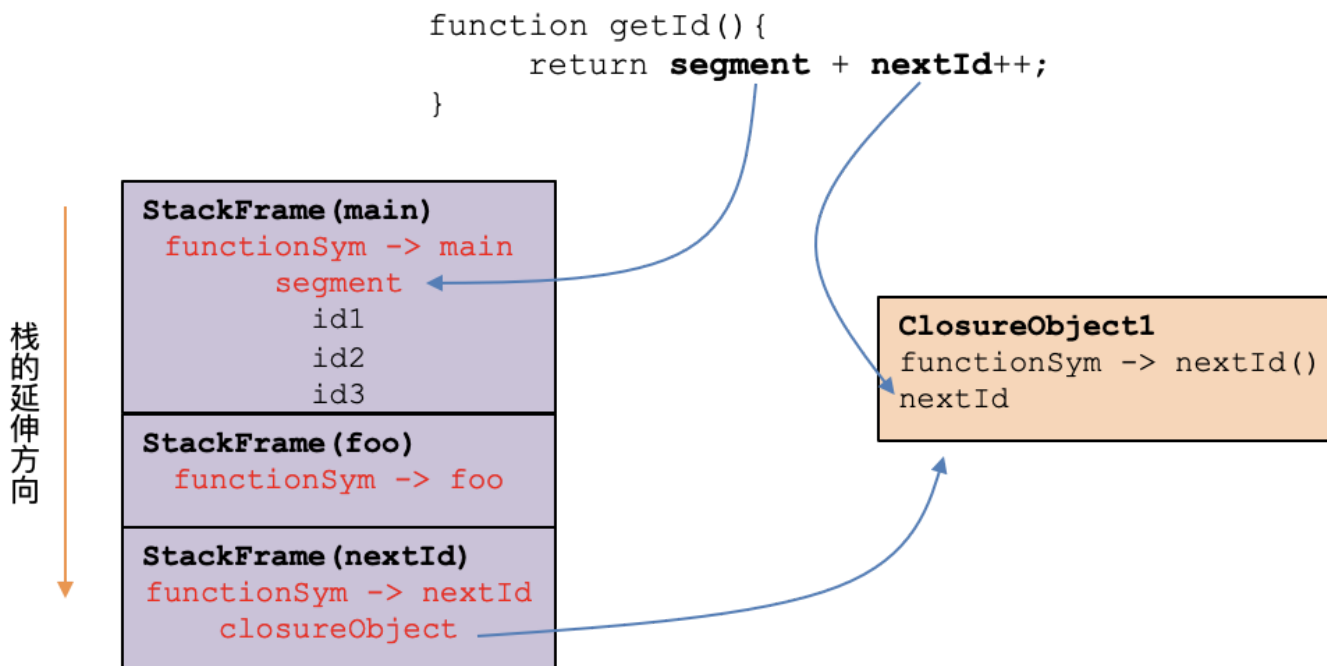 function getId(){
return segment + nextId++;
}
StackFrame(main)
functionSym -> main
segment
id1
id2
id3
StackFrame(foo)
functionSym -> foo
StackFrame(nextId)
functionSym -> nextId
closureObject
栈的延伸方向
ClosureObject1
functionSym -> nextId()
nextId